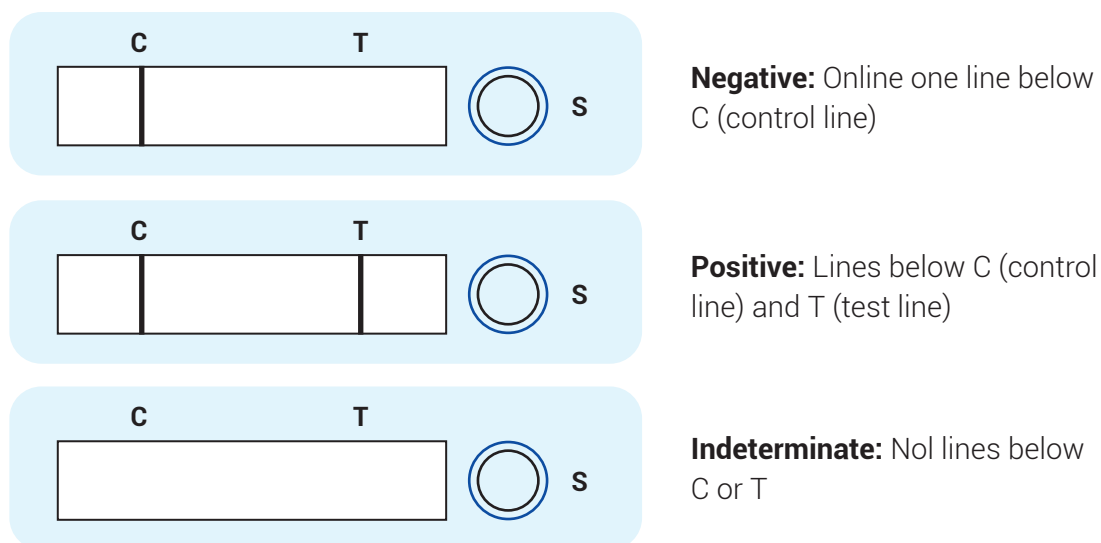 C T
S
Negative: Online one line below
C (control line)
C T
S
Positive: Lines below C (control
line) and T (test line)
C T
S
Indeterminate: Nol lines below
C or T